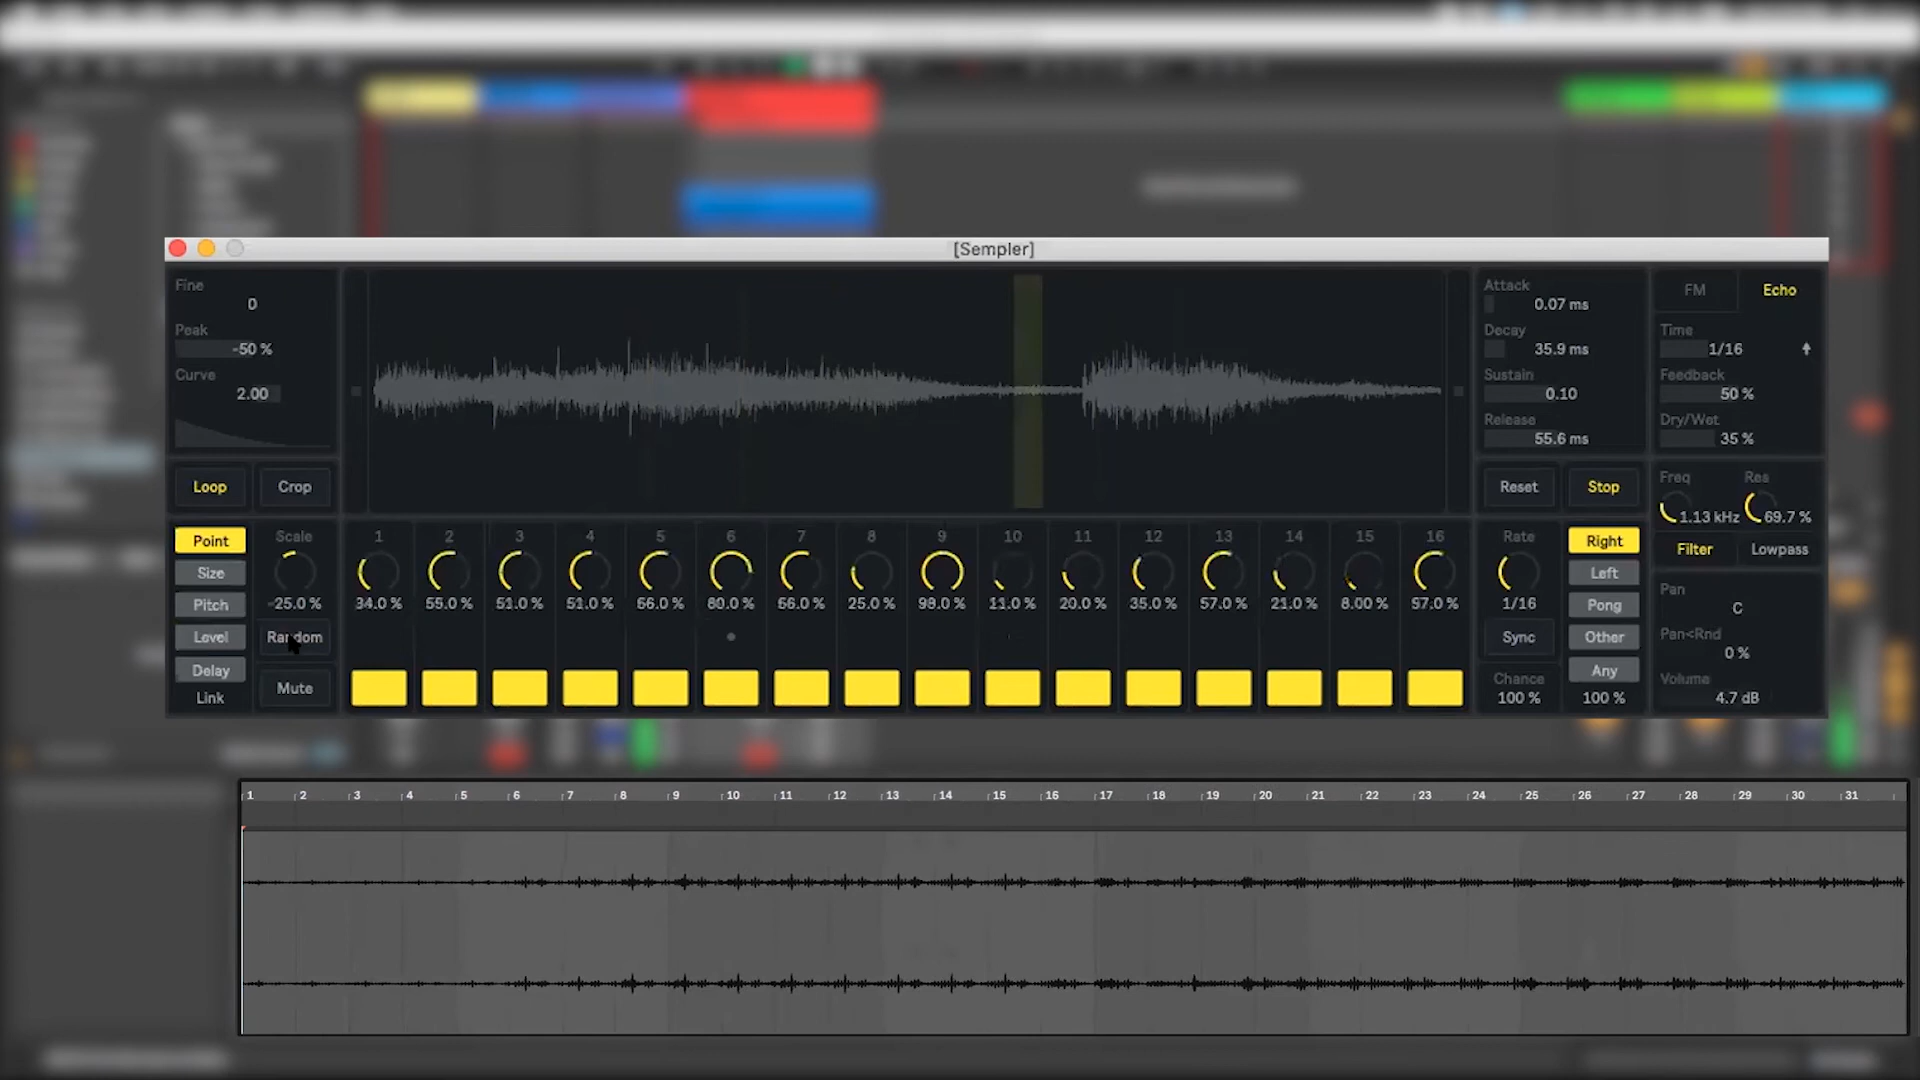 [Sempler]
Fine
0
Peak
-50 %
Curve
2.00
Loop
Crop
Attack
0.07 ms
Decay
35.9 ms
Sustain
0.10
Release
55.6 ms
FM
Echo
Time
1/16
Feedback
50 %
Dry/Wet
35 %
Reset
Stop
Freq
Res
1.13 kHz
69.7 %
Filter
Lowpass
Point
Size
Pitch
Level
Delay
Link
Scale
-25.0 %
Random
Mute
1 2 3 4 5 6 7 8 9 10 11 12 13 14 15 16
34.0 % 55.0 % 51.0 % 51.0 % 56.0 % 80.0 % 56.0 % 25.0 % 98.0 % 11.0 % 20.0 % 35.0 % 57.0 % 21.0 % 8.00 % 97.0 %
Rate
1/16
Sync
Chance
100 %
Right
Left
Pong
Other
Any
100 %
Pan
C
Pan<Rnd
0 %
Volume
4.7 dB
1 2 3 4 5 6 7 8 9 10 11 12 13 14 15 16 17 18 19 20 21 22 23 24 25 26 27 28 29 30 31